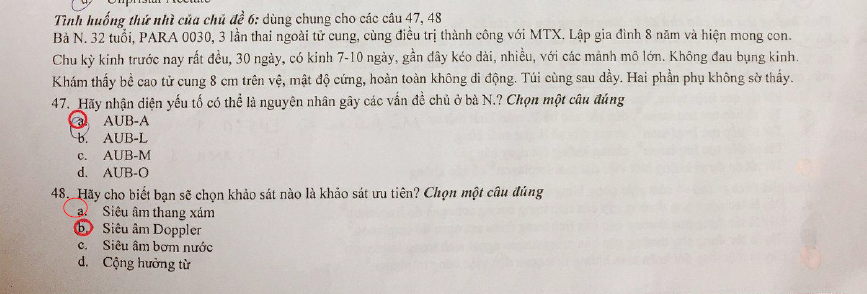 Ulipristal Acetate
Tình huống thứ nhì của chủ đề 6: dùng chung cho các câu 47, 48
Bà N. 32 tuổi, PARA 0030, 3 lần thai ngoài tử cung, cùng điều trị thành công với MTX. Lập gia đình 8 năm và hiện mong con.
Chu kỳ kinh trước nay rất đều, 30 ngày, có kinh 7-10 ngày, gần đây kéo dài, nhiều, với các mảnh mô lớn. Không đau bụng kinh.
Khám thấy bề cao tử cung 8 cm trên vệ, mật độ cứng, hoàn toàn không di động. Túi cùng sau đầy. Hai phần phụ không sờ thấy.
47. Hãy nhận diện yếu tố có thể là nguyên nhân gây các vấn đề chủ ở bà N.? Chọn một câu đúng
a. AUB-A
b. AUB-L
c. AUB-M
d. AUB-O
48. Hãy cho biết bạn sẽ chọn khảo sát nào là khảo sát ưu tiên? Chọn một câu đúng
a. Siêu âm thang xám
b. Siêu âm Doppler
c. Siêu âm bơm nước
d. Cộng hưởng từ